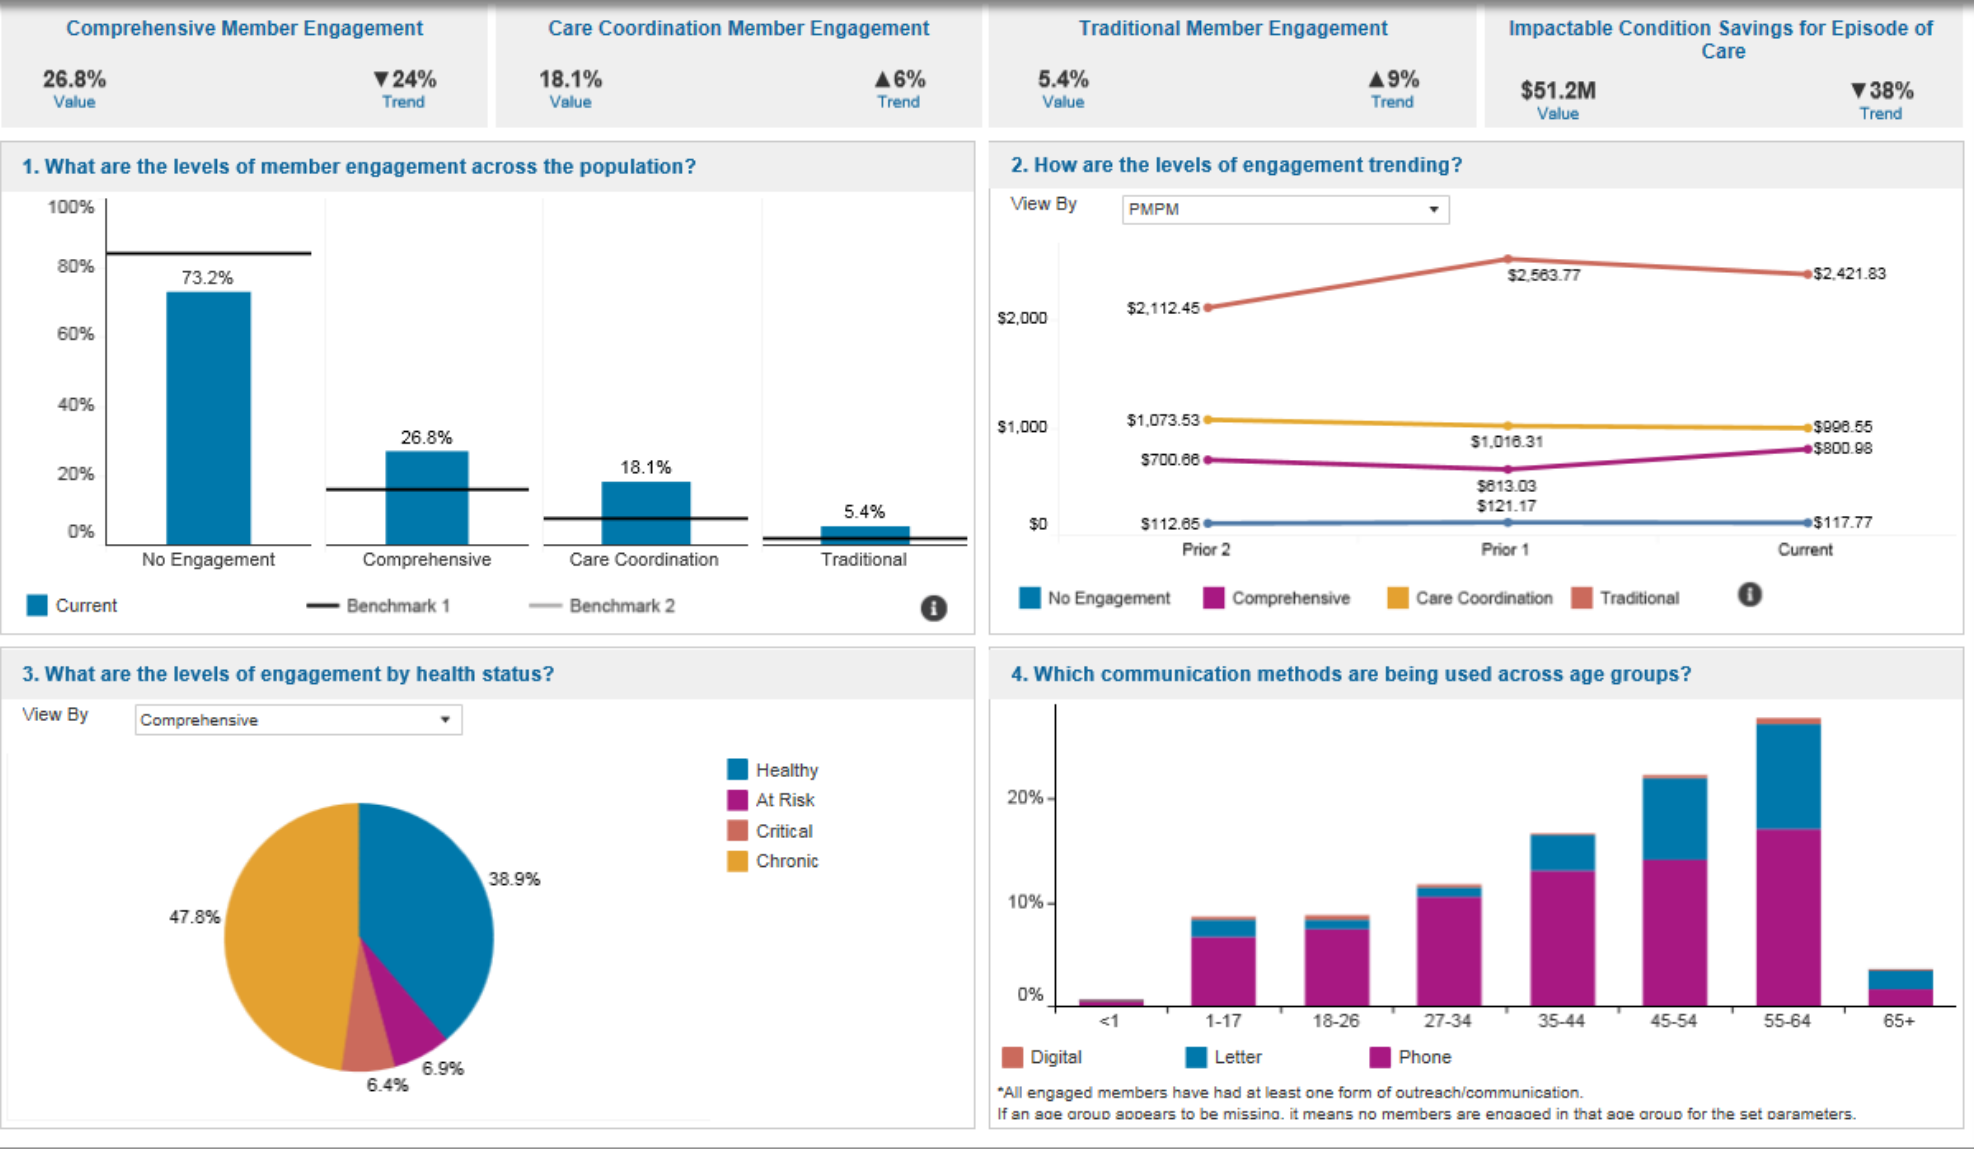 Comprehensive Member Engagement
26.8%
Value
▼24%
Trend
Care Coordination Member Engagement
18.1%
Value
▲6%
Trend
Traditional Member Engagement
5.4%
Value
▲9%
Trend
Impactable Condition Savings for Episode of
Care
$51.2M
Value
▼38%
Trend
1. What are the levels of member engagement across the population?
100%
80%
60%
40%
20%
0%
73.2%
26.8%
18.1%
5.4%
No Engagement
Comprehensive
Care Coordination
Traditional
Current
Benchmark 1
Benchmark 2
i
2. How are the levels of engagement trending?
View By
PMPM
$2,000
$1,000
$0
$2,112.45
$2,563.77
$2,421.83
$1,073.53
$1,016.31
$996.55
$700.66
$613.03
$800.98
$112.65
$121.17
$117.77
Prior 2
Prior 1
Current
No Engagement
Comprehensive
Care Coordination
Traditional
i
3. What are the levels of engagement by health status?
View By
Comprehensive
Healthy
At Risk
Critical
Chronic
38.9%
47.8%
6.9%
6.4%
4. Which communication methods are being used across age groups?
20%
10%
0%
<1
1-17
18-26
27-34
35-44
45-54
55-64
65+
Digital
Letter
Phone
*All engaged members have had at least one form of outreach/communication.
If an age group appears to be missing, it means no members are engaged in that age group for the set parameters.